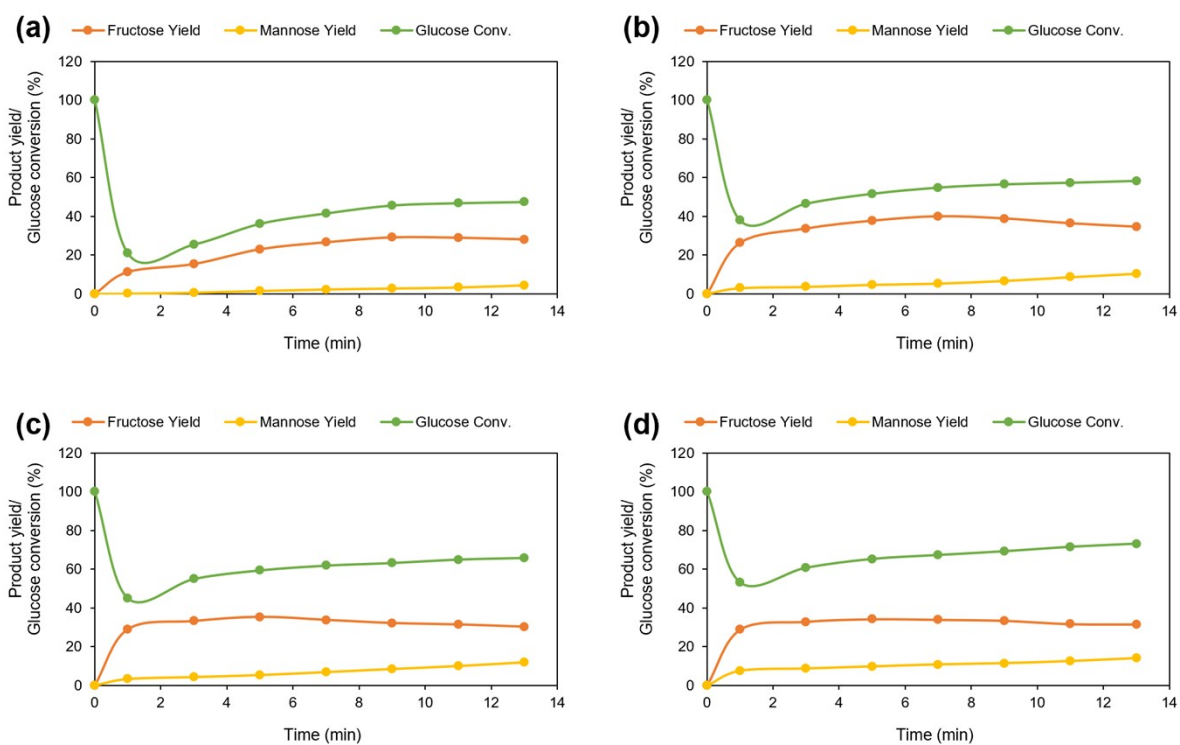 (a)
Fructose Yield Mannose Yield Glucose Conv.
120
100
80
60
40
20
0
0 2 4 6 8 10 12 14
Product yield/
Glucose conversion (%)
Time (min)
(b)
Fructose Yield Mannose Yield Glucose Conv.
120
100
80
60
40
20
0
0 2 4 6 8 10 12 14
Product yield/
Glucose conversion (%)
Time (min)
(c)
Fructose Yield Mannose Yield Glucose Conv.
120
100
80
60
40
20
0
0 2 4 6 8 10 12 14
Product yield/
Glucose conversion (%)
Time (min)
(d)
Fructose Yield Mannose Yield Glucose Conv.
120
100
80
60
40
20
0
0 2 4 6 8 10 12 14
Product yield/
Glucose conversion (%)
Time (min)